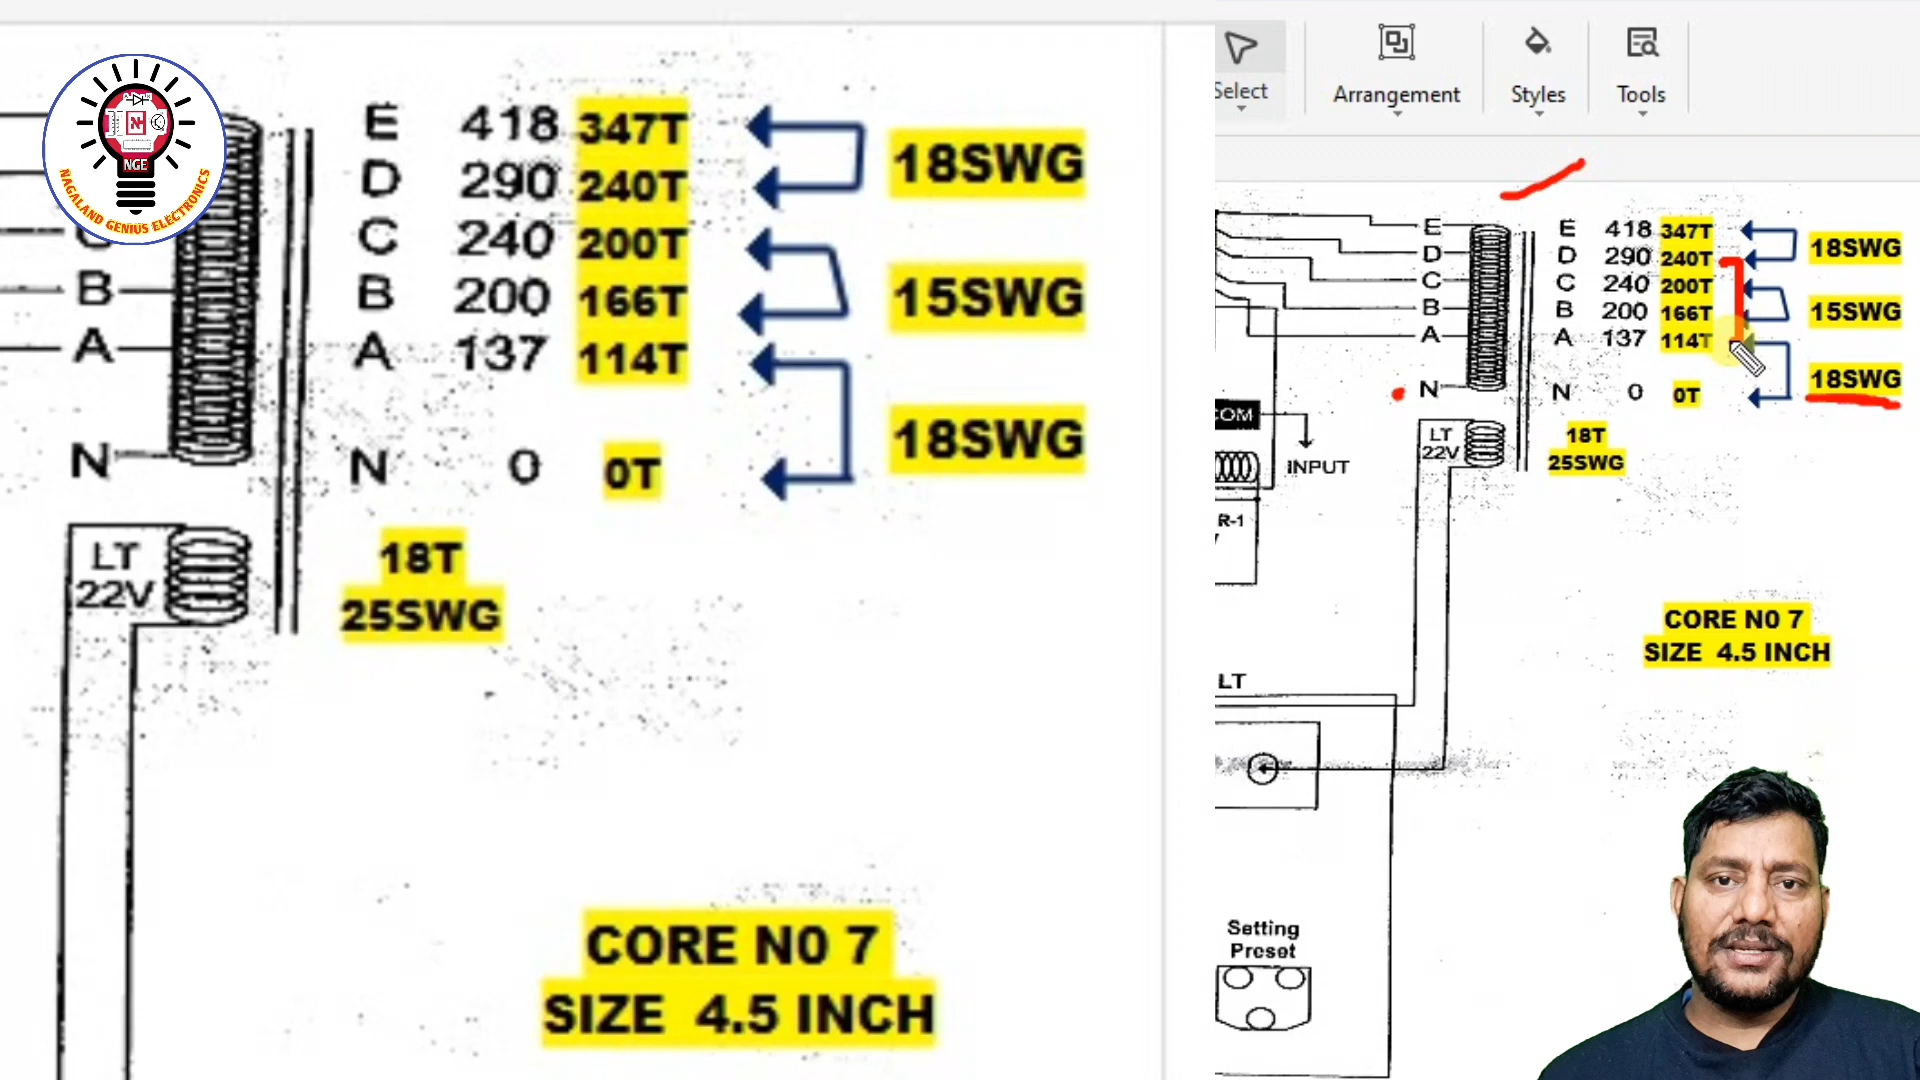 NGE
NAGALAND GENIUS ELECTRONICS
E 418 347T
D 290 240T
C 240 200T
B 200 166T
A 137 114T
N 0 0T
18SWG
15SWG
18SWG
B
A
N
LT
22V
18T
25SWG
CORE N0 7
SIZE 4.5 INCH
Select
Arrangement
Styles
Tools
E
D
C
B
A
N
E 418 347T
D 290 240T
C 240 200T
B 200 166T
A 137 114T
N 0 0T
18SWG
15SWG
18SWG
COM
INPUT
LT
22V
18T
25SWG
R-1
CORE N0 7
SIZE 4.5 INCH
LT
Setting
Preset